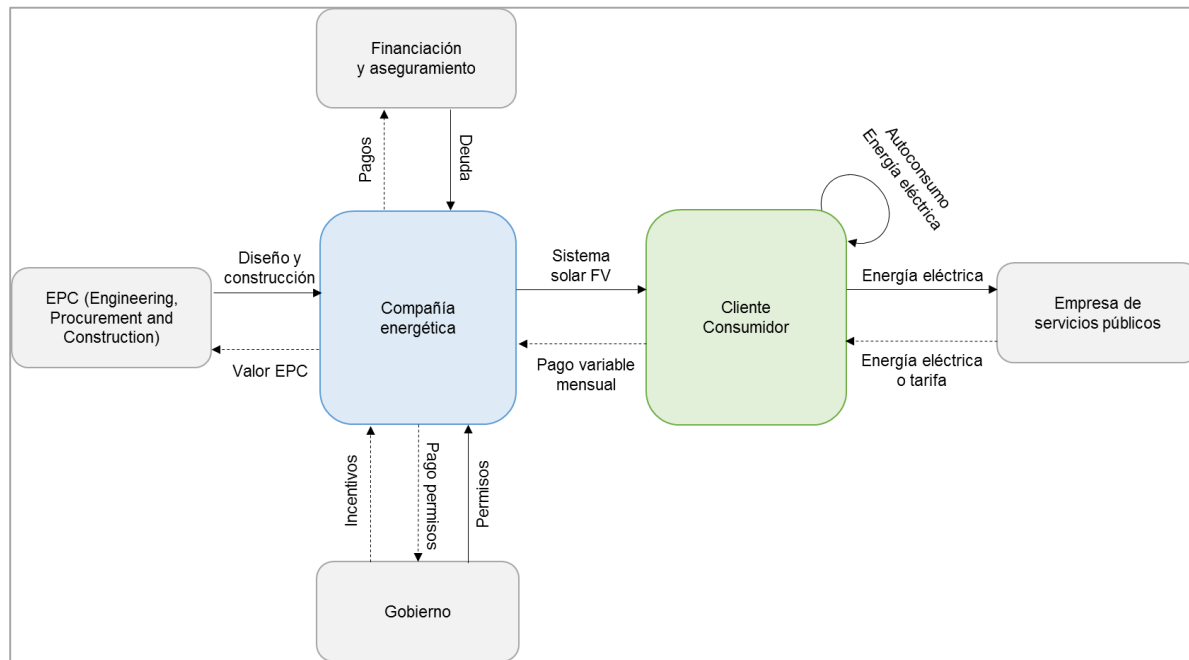 Financiación
y aseguramiento
Pagos
Deuda
Autoconsumo
Energía eléctrica
Diseño y
construcción
Sistema
solar FV
Energía eléctrica
EPC (Engineering,
Procurement and
Construction)
Compañía
energética
Cliente
Consumidor
Empresa de
servicios públicos
Valor EPC
Pago variable
mensual
Energía eléctrica
o tarifa
Incentivos
Pago permisos
Permisos
Gobierno